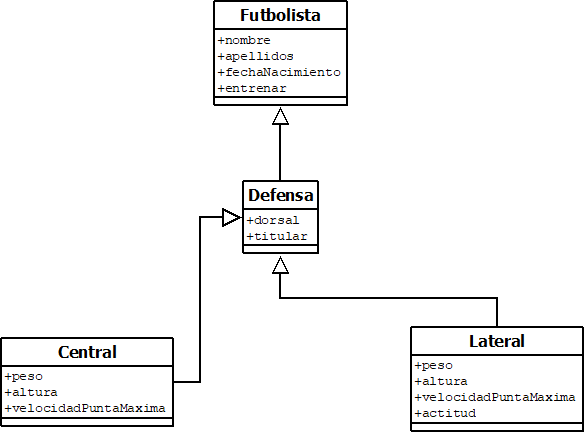 Futbolista
+nombre
+apellidos
+fechaNacimiento
+entrenar
Defensa
+dorsal
+titular
Central
+peso
+altura
+velocidadPuntaMaxima
Lateral
+peso
+altura
+velocidadPuntaMaxima
+actitud